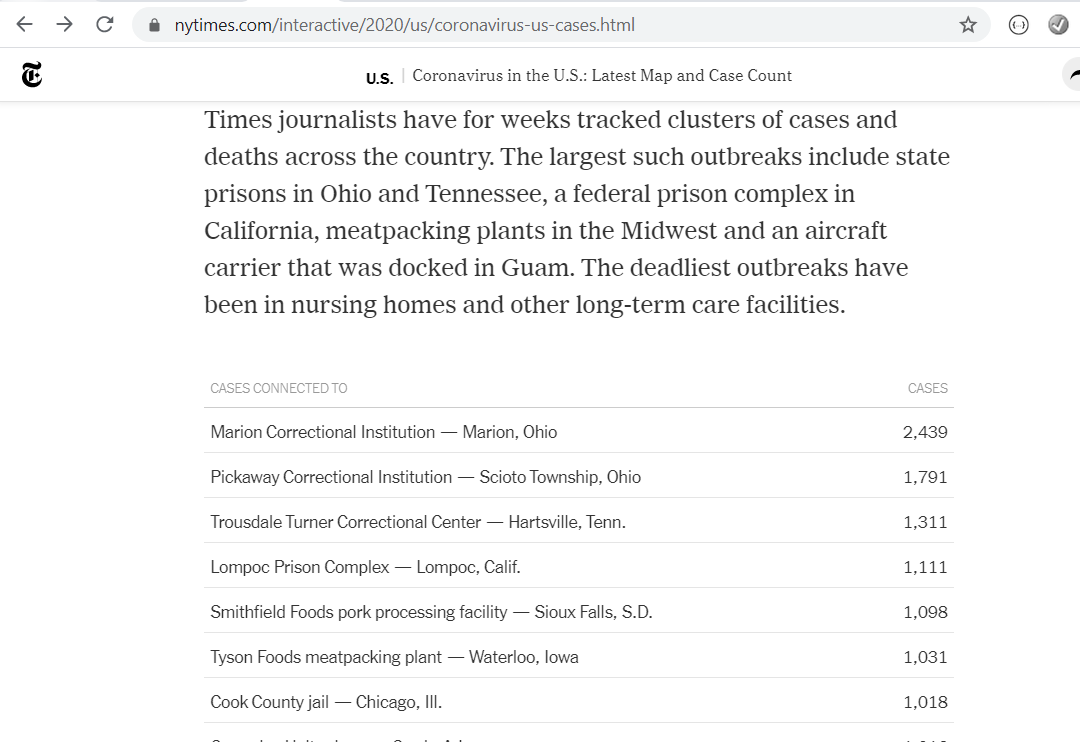 nytimes.com/interactive/2020/us/coronavirus-us-cases.html
U.S. | Coronavirus in the U.S.: Latest Map and Case Count
Times journalists have for weeks tracked clusters of cases and
deaths across the country. The largest such outbreaks include state
prisons in Ohio and Tennessee, a federal prison complex in
California, meatpacking plants in the Midwest and an aircraft
carrier that was docked in Guam. The deadliest outbreaks have
been in nursing homes and other long-term care facilities.
CASES CONNECTED TO CASES
Marion Correctional Institution — Marion, Ohio 2,439
Pickaway Correctional Institution — Scioto Township, Ohio 1,791
Trousdale Turner Correctional Center — Hartsville, Tenn. 1,311
Lompoc Prison Complex — Lompoc, Calif. 1,111
Smithfield Foods pork processing facility — Sioux Falls, S.D. 1,098
Tyson Foods meatpacking plant — Waterloo, Iowa 1,031
Cook County jail — Chicago, Ill. 1,018